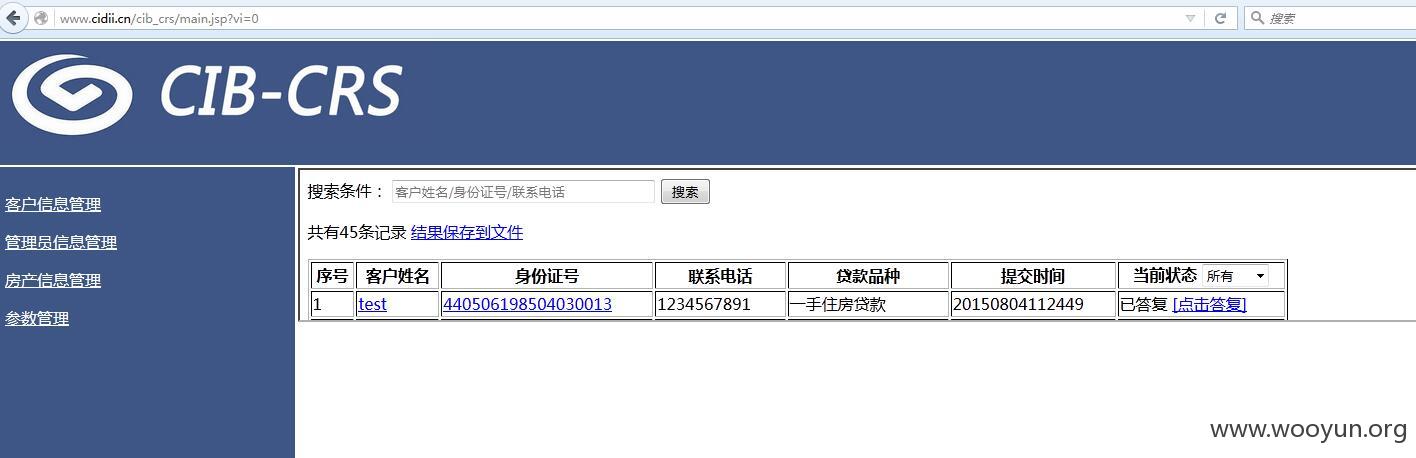 www.cidii.cn/cib_crs/main.jsp?vi=0
搜索
CIB-CRS
客户信息管理
管理员信息管理
房产信息管理
参数管理
搜索条件： 客户姓名/身份证号/联系电话 搜索
共有45条记录 结果保存到文件
序号 客户姓名 身份证号 联系电话 贷款品种 提交时间 当前状态 所有
1 test 440506198504030013 1234567891 一手住房贷款 20150804112449 已答复 [点击答复]
www.wooyun.org